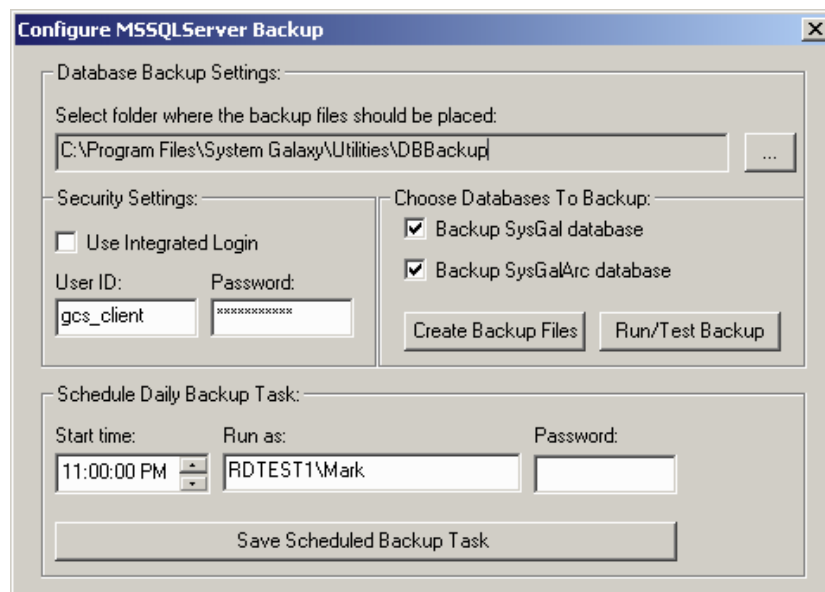 Configure MSSQLServer Backup
Database Backup Settings:
Select folder where the backup files should be placed:
C:\Program Files\System Galaxy\Utilities\DBBackup
...
Security Settings:
Use Integrated Login
User ID:
Password:
gcs_client
***********
Choose Databases To Backup:
Backup SysGal database
Backup SysGalArc database
Create Backup Files
Run/Test Backup
Schedule Daily Backup Task:
Start time:
Run as:
Password:
11:00:00 PM
RDTEST1\Mark
Save Scheduled Backup Task